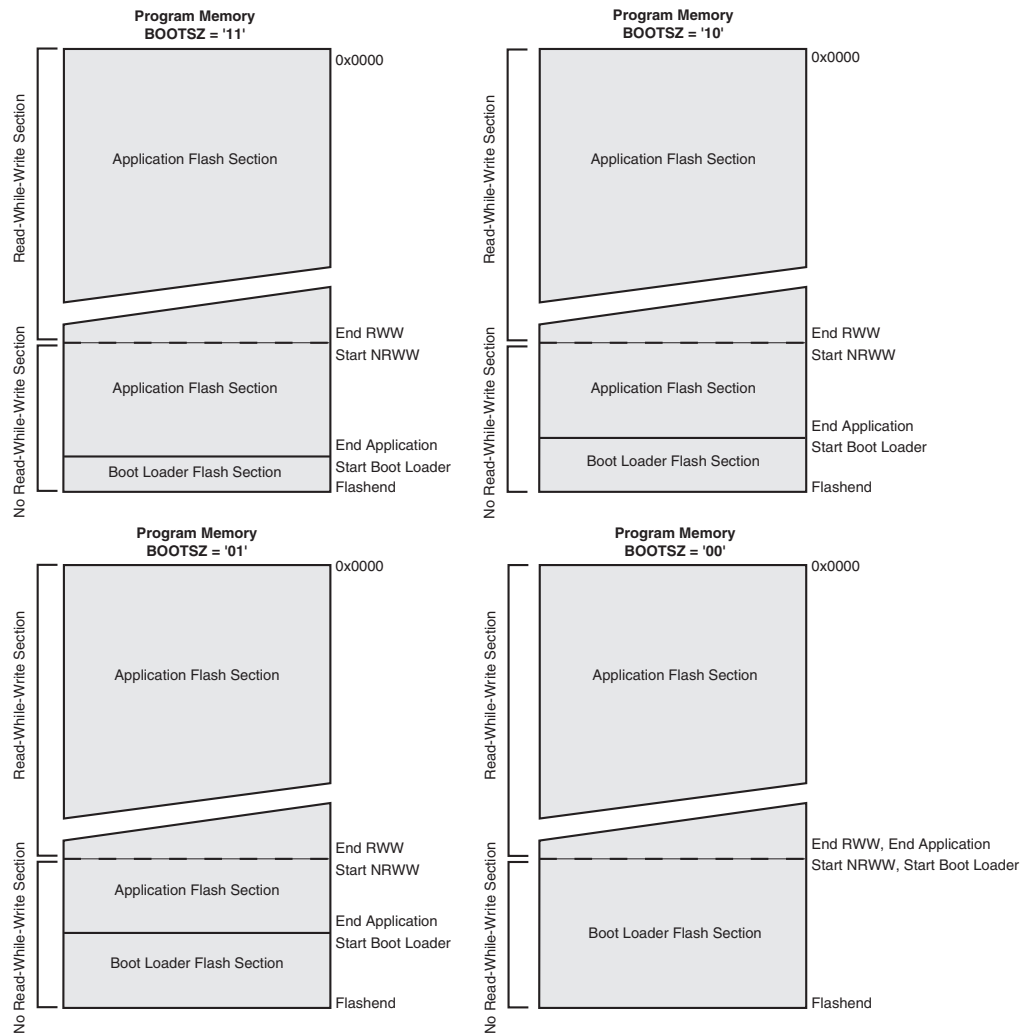 Program Memory
BOOTSZ = '11'
0x0000
Read-While-Write Section
Application Flash Section
End RWW
Start NRWW
No Read-While-Write Section
Application Flash Section
End Application
Start Boot Loader
Boot Loader Flash Section
Flashend
Program Memory
BOOTSZ = '10'
0x0000
Read-While-Write Section
Application Flash Section
End RWW
Start NRWW
No Read-While-Write Section
Application Flash Section
End Application
Start Boot Loader
Boot Loader Flash Section
Flashend
Program Memory
BOOTSZ = '01'
0x0000
Read-While-Write Section
Application Flash Section
End RWW
Start NRWW
No Read-While-Write Section
Application Flash Section
End Application
Start Boot Loader
Boot Loader Flash Section
Flashend
Program Memory
BOOTSZ = '00'
0x0000
Read-While-Write Section
Application Flash Section
End RWW, End Application
Start NRWW, Start Boot Loader
No Read-While-Write Section
Boot Loader Flash Section
Flashend